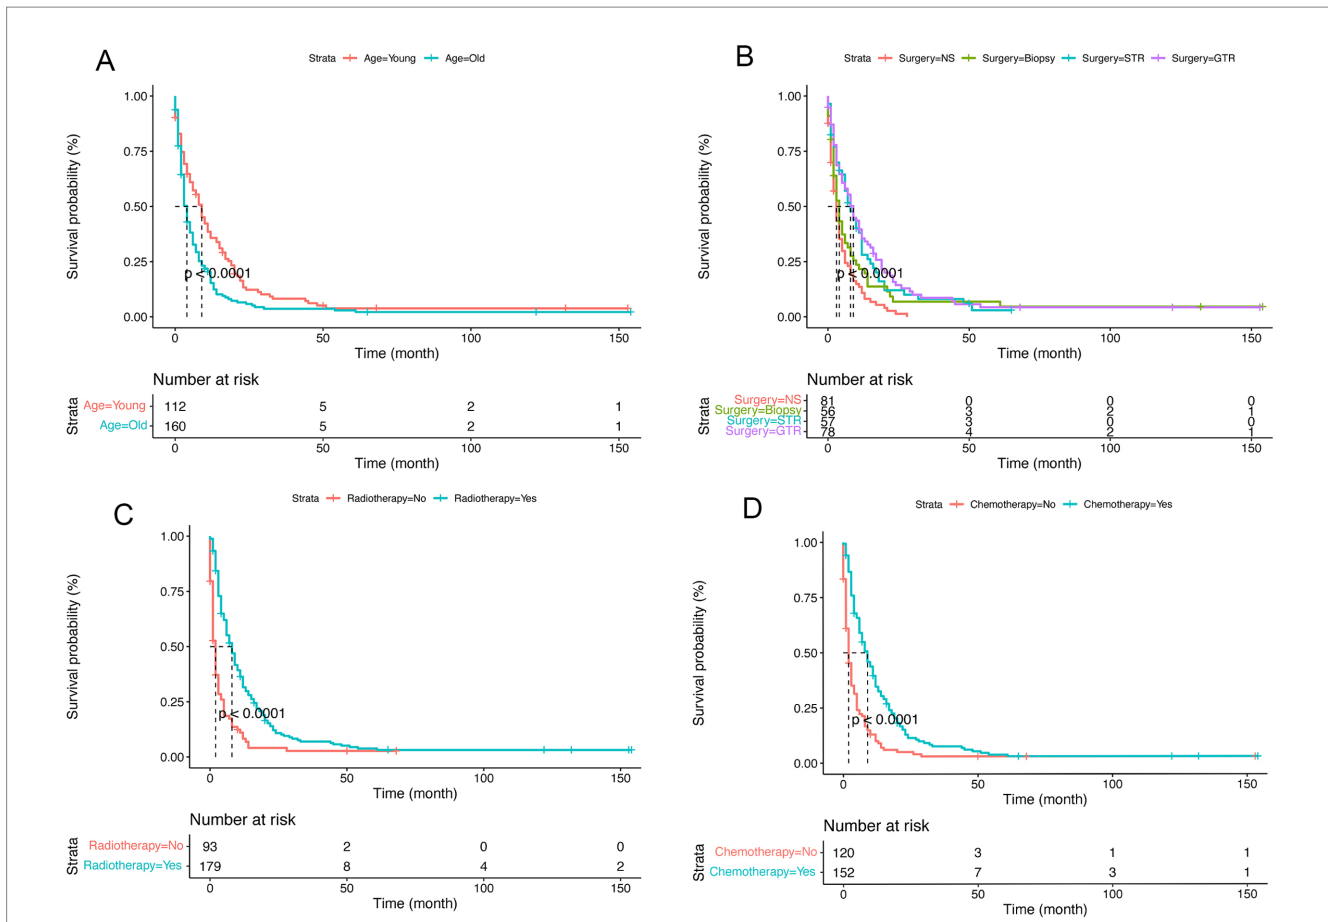 A
Strata Age=Young Age=Old
Survival probability (%)
1.00
0.75
0.50
0.25
0.00
p < 0.0001
0 50 100 150
Time (month)
Number at risk
Strata
Age=Young 112 5 2 1
Age=Old 160 5 2 1
0 50 100 150
Time (month)
B
Strata Surgery=NS Surgery=Biopsy Surgery=STR Surgery=GTR
Survival probability (%)
1.00
0.75
0.50
0.25
0.00
p < 0.0001
0 50 100 150
Time (month)
Number at risk
Strata
Surgery=NS 81 0 0 0
Surgery=Biopsy 56 3 2 1
Surgery=STR 57 3 0 0
Surgery=GTR 78 4 2 1
0 50 100 150
Time (month)
C
Strata Radiotherapy=No Radiotherapy=Yes
Survival probability (%)
1.00
0.75
0.50
0.25
0.00
p < 0.0001
0 50 100 150
Time (month)
Number at risk
Strata
Radiotherapy=No 93 2 0 0
Radiotherapy=Yes 179 8 4 2
0 50 100 150
Time (month)
D
Strata Chemotherapy=No Chemotherapy=Yes
Survival probability (%)
1.00
0.75
0.50
0.25
0.00
p < 0.0001
0 50 100 150
Time (month)
Number at risk
Strata
Chemotherapy=No 120 3 1 1
Chemotherapy=Yes 152 7 3 1
0 50 100 150
Time (month)